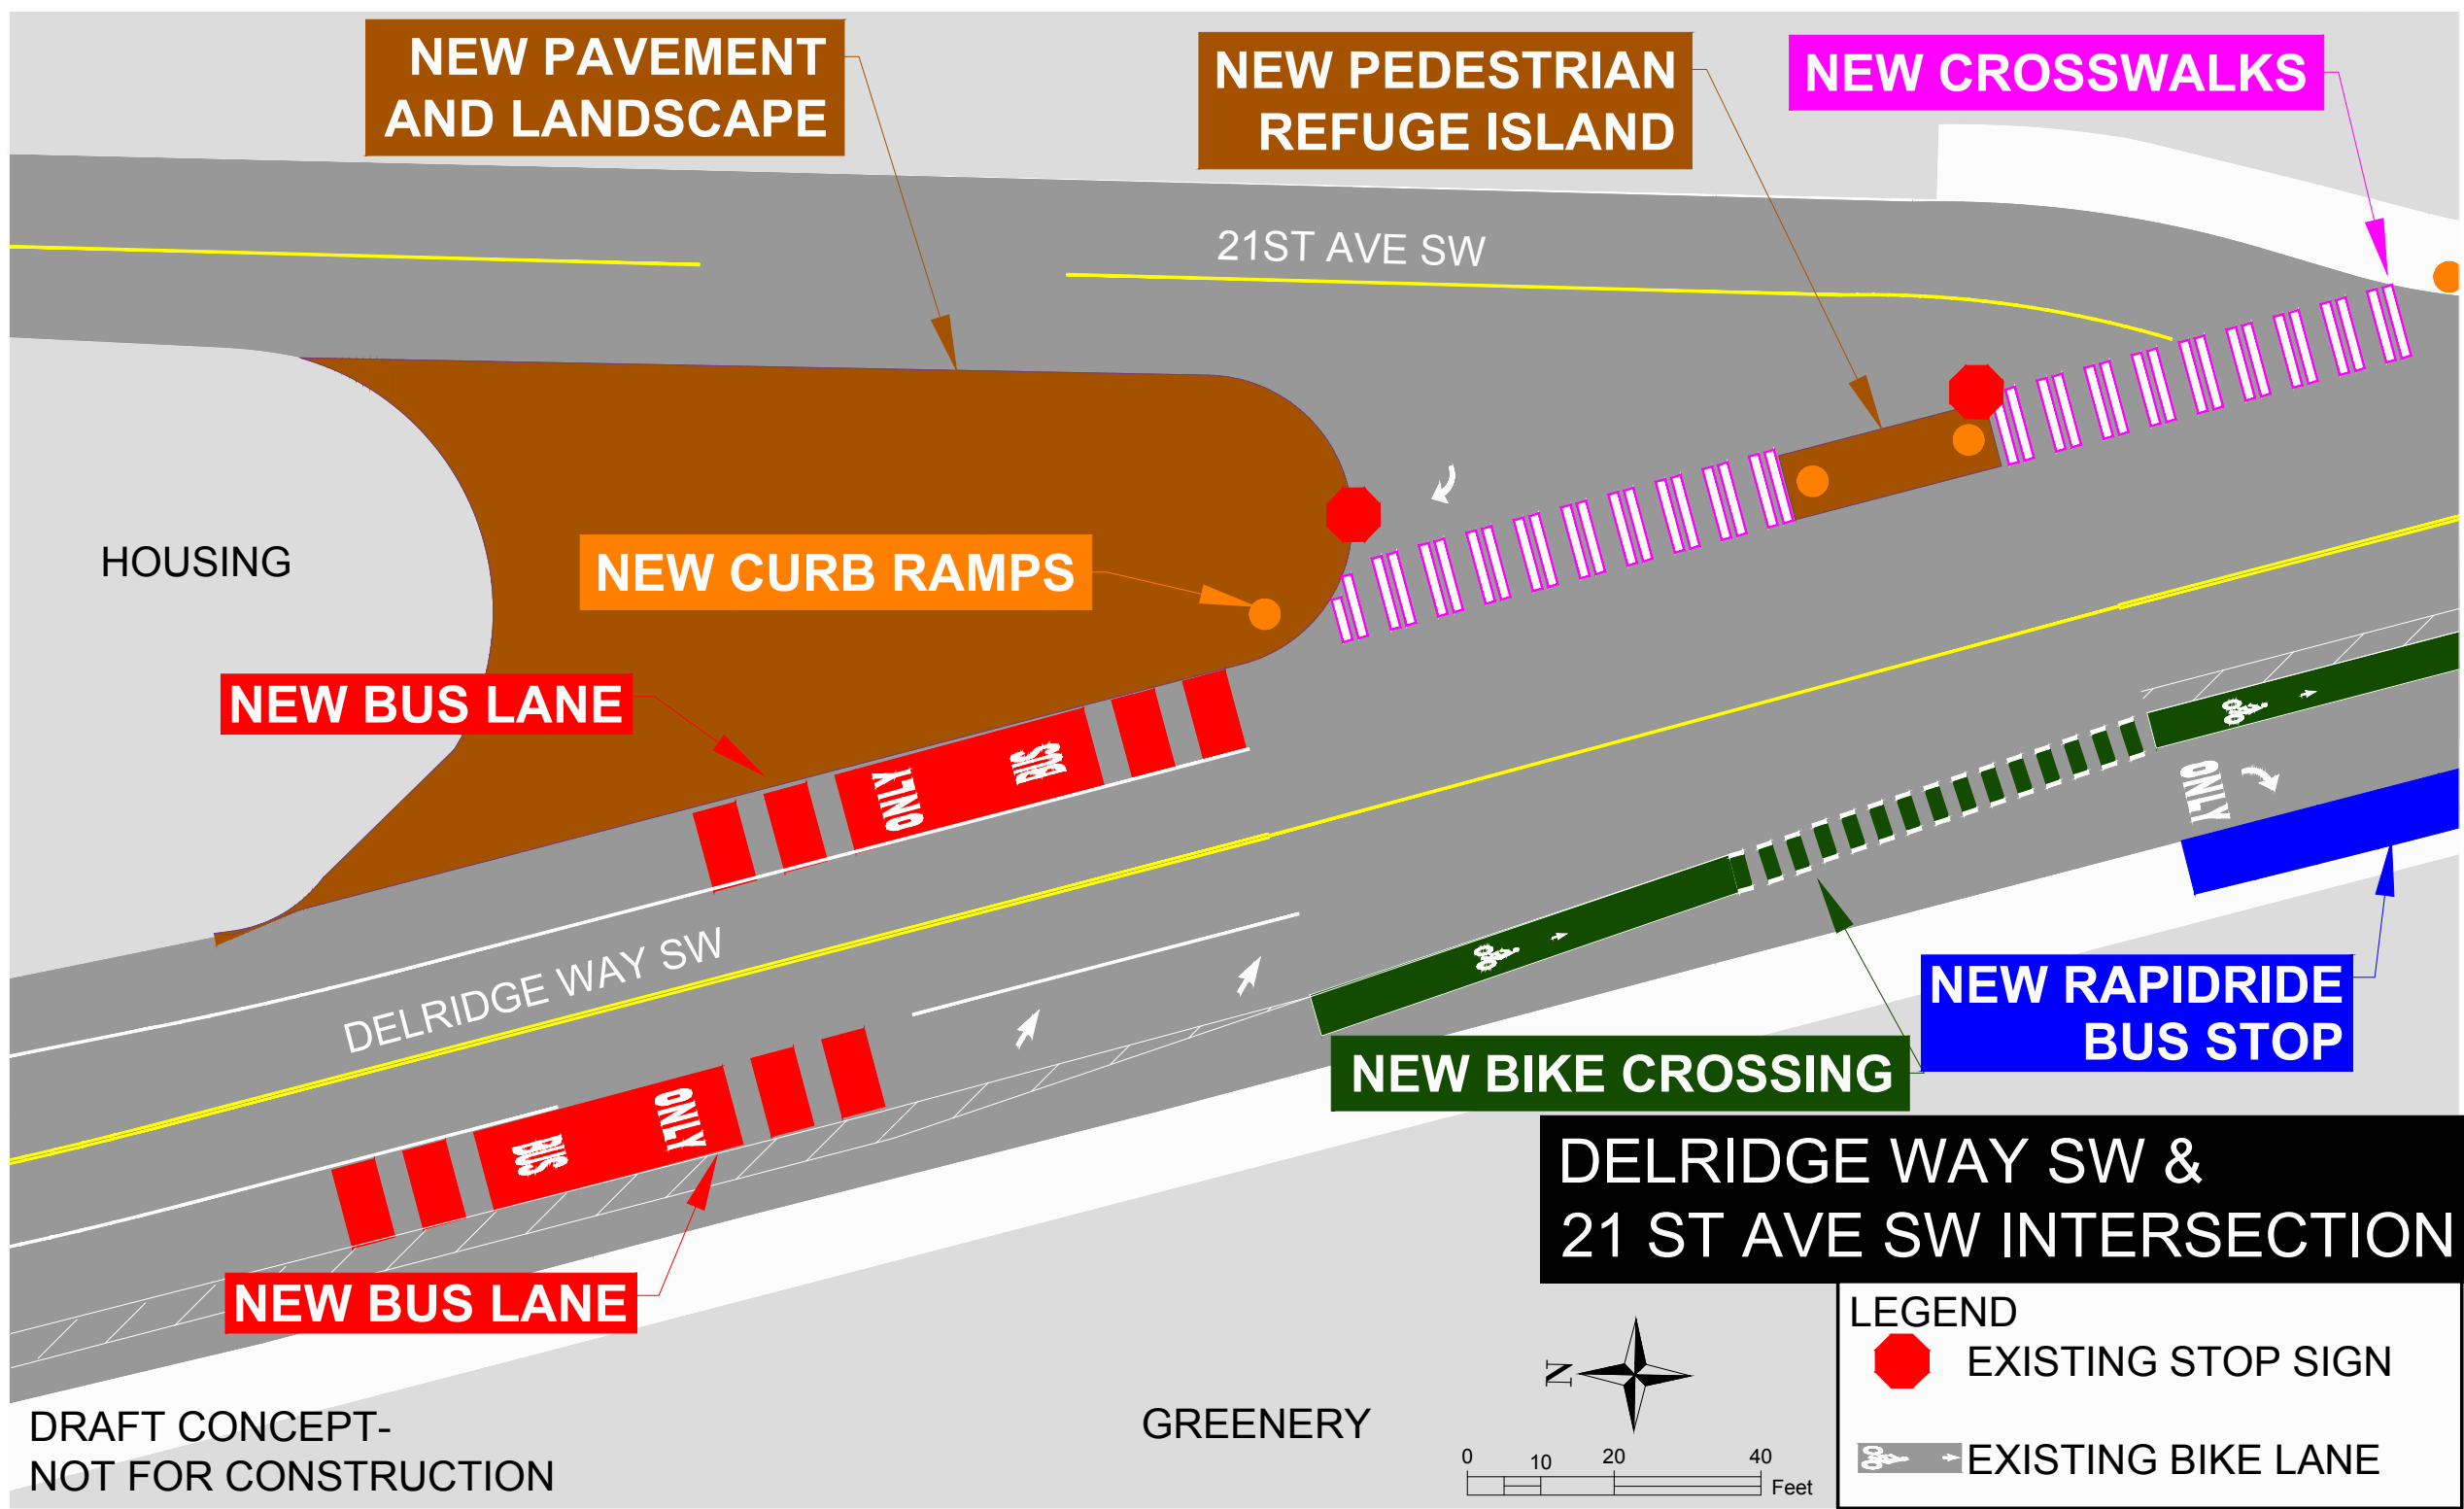 NEW PAVEMENT
AND LANDSCAPE
NEW PEDESTRIAN
REFUGE ISLAND
NEW CROSSWALKS
21ST AVE SW
HOUSING
NEW CURB RAMPS
NEW BUS LANE
ONLY
BUS
ONLY
DELRIDGE WAY SW
NEW RAPIDRIDE
BUS STOP
NEW BIKE CROSSING
BUS
ONLY
NEW BUS LANE
DELRIDGE WAY SW &
21 ST AVE SW INTERSECTION
LEGEND
EXISTING STOP SIGN
EXISTING BIKE LANE
N
GREENERY
0 10 20 40
Feet
DRAFT CONCEPT-
NOT FOR CONSTRUCTION